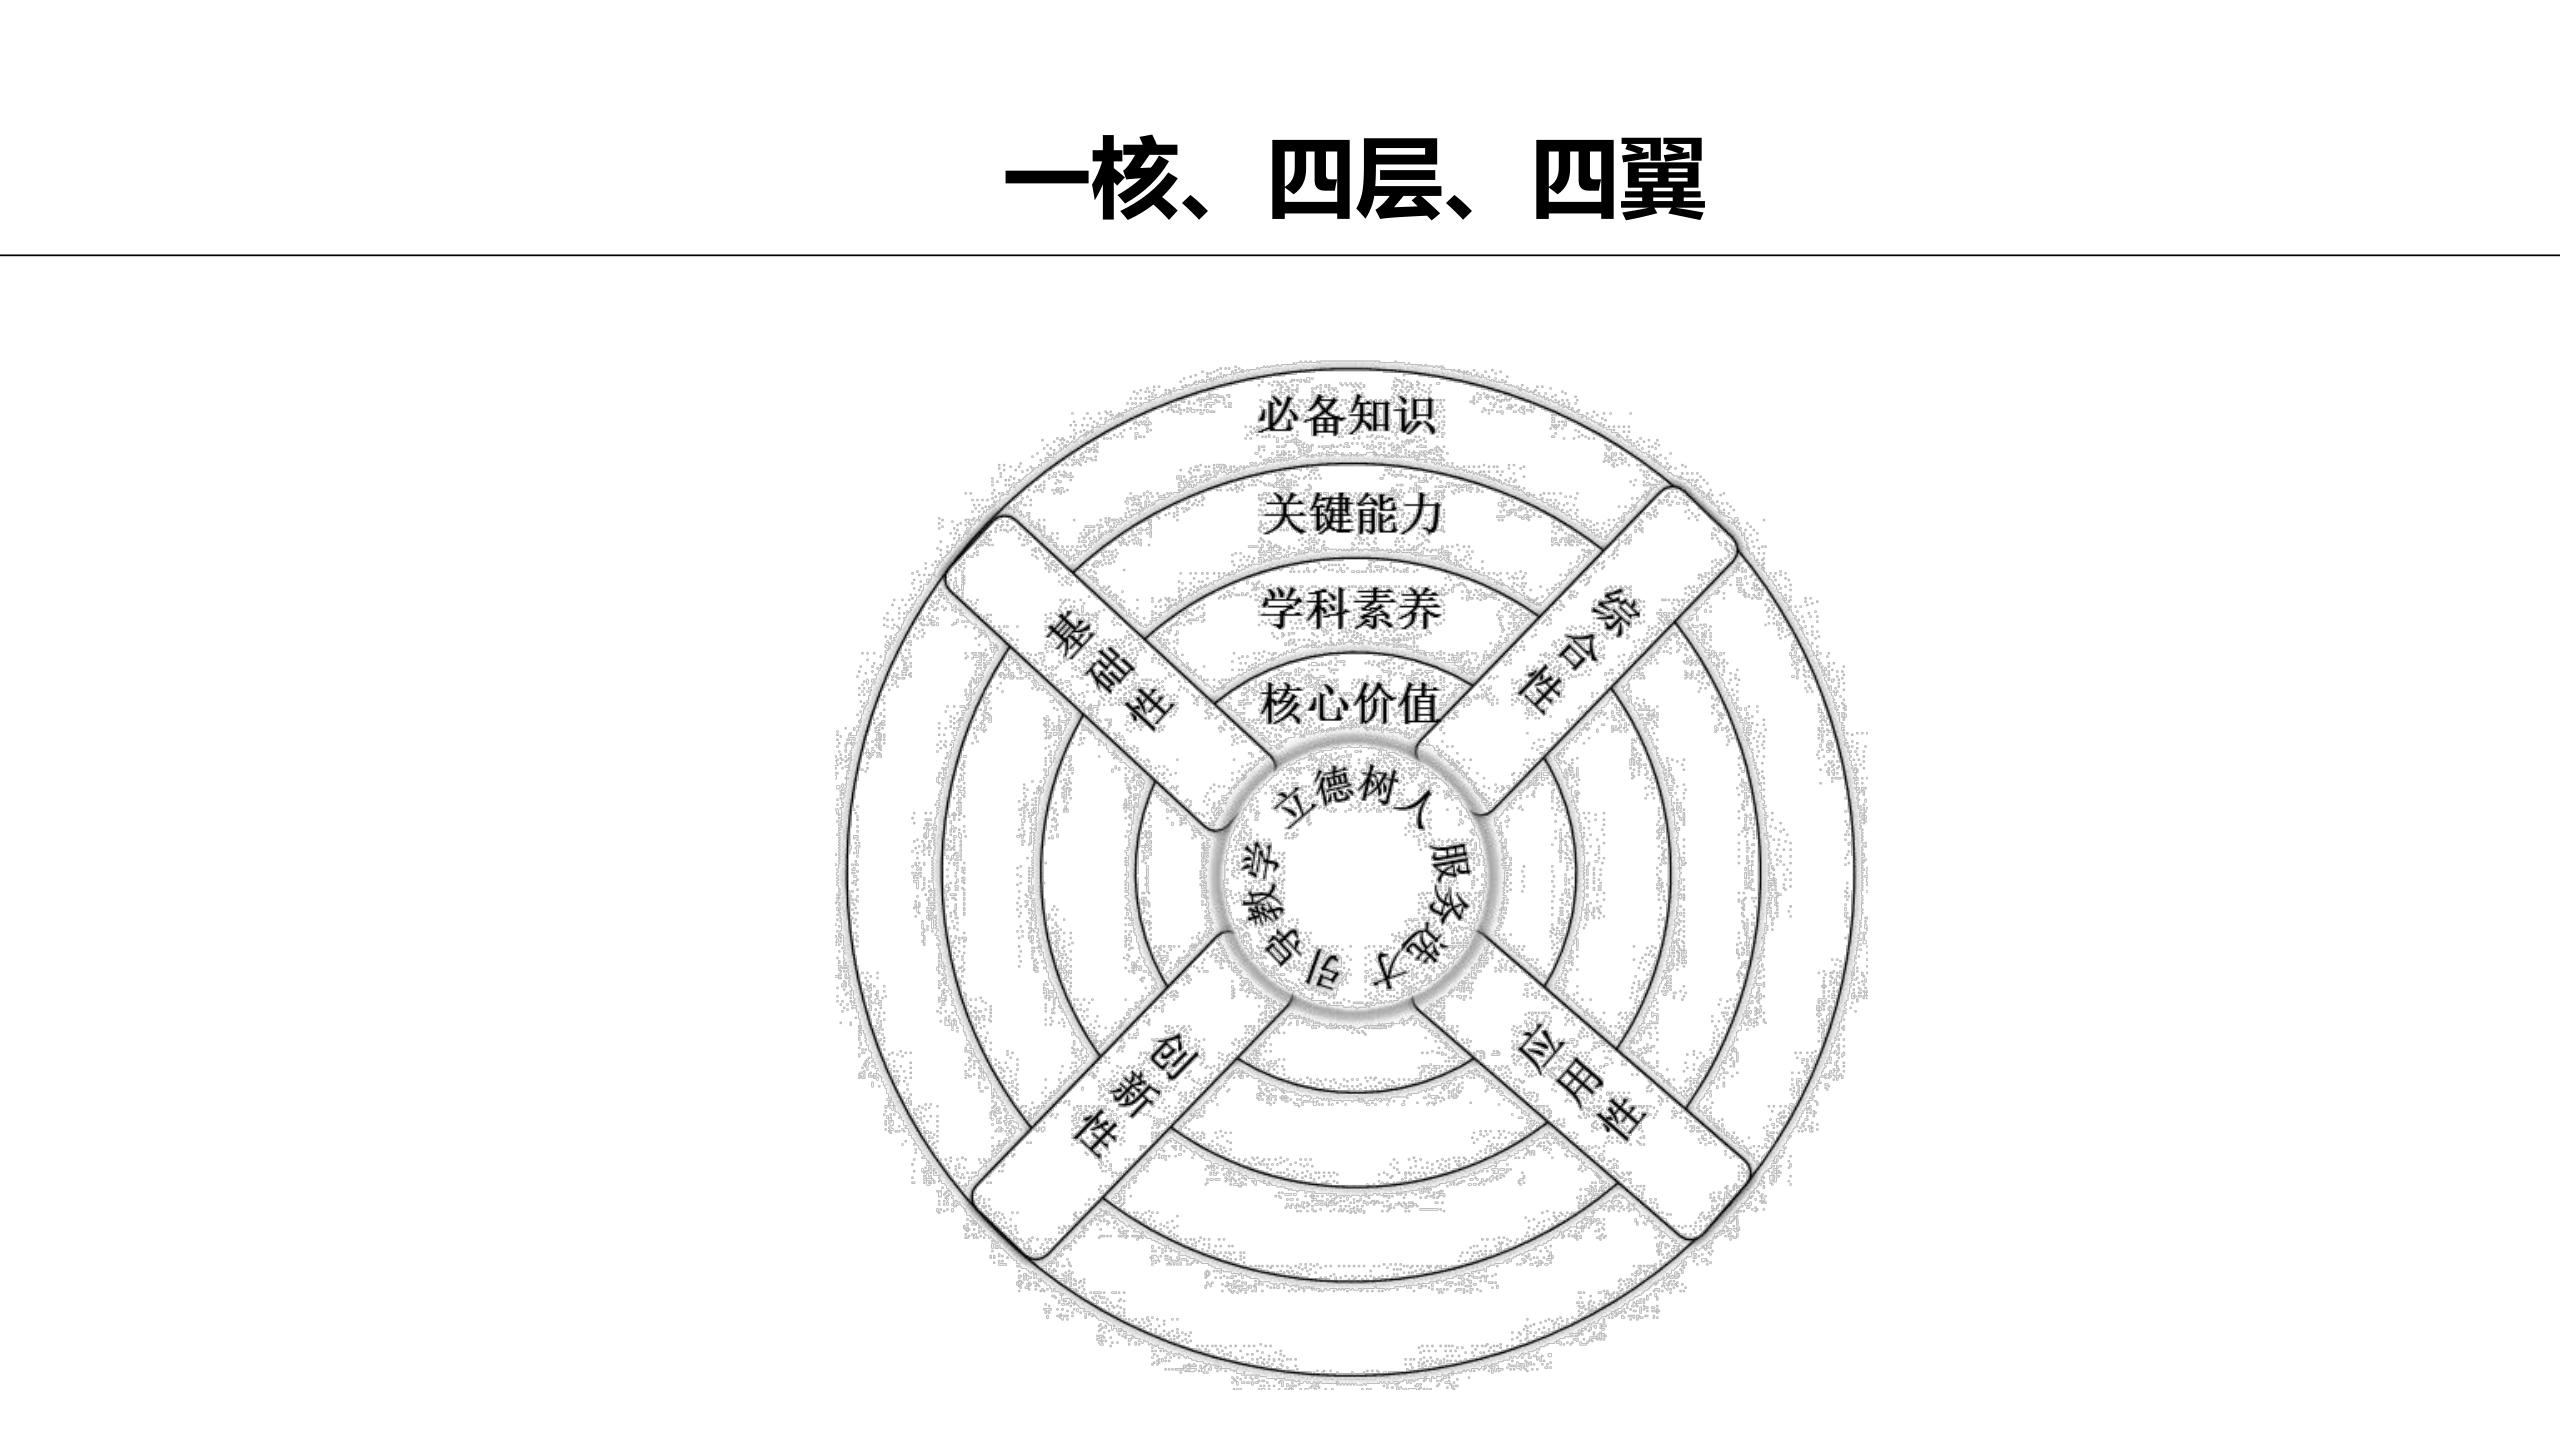 一核、四层、四翼
必备知识
关键能力
学科素养
核心价值
基础性
综合性
立德树人
服务选才
引导教学
创新性
应用性